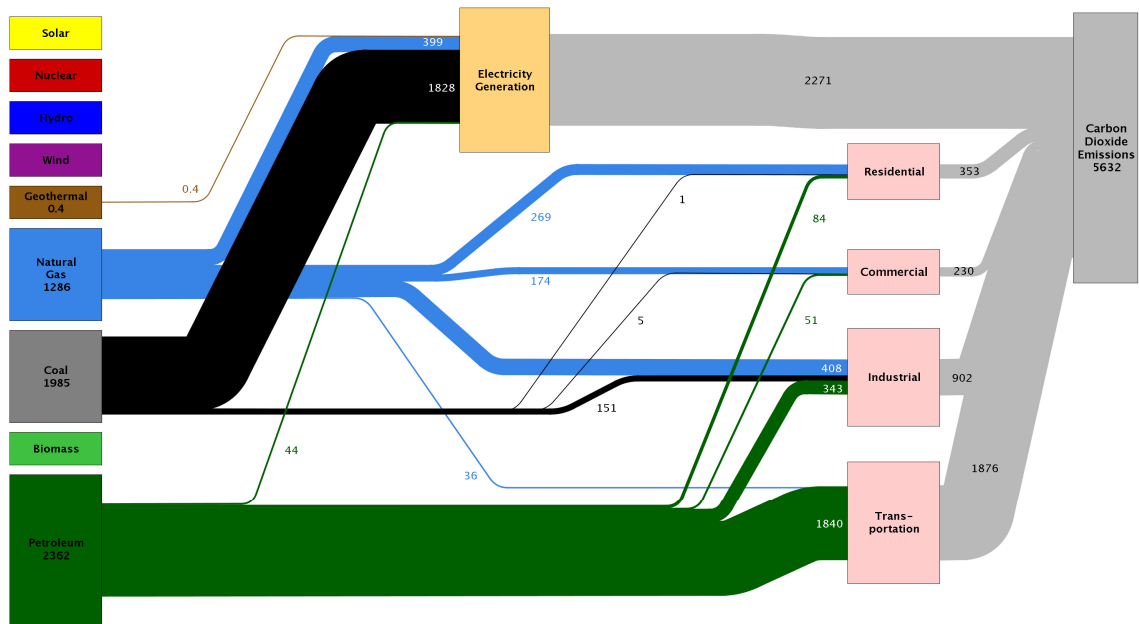 Solar
Nuclear
Hydro
Wind
Geothermal
0.4
Natural
Gas
1286
Coal
1985
Biomass
Petroleum
2362
0.4
399
1828
Electricity
Generation
2271
269
174
1
5
84
51
151
44
36
408
343
1840
Residential
353
Commercial
230
Industrial
902
Trans-
portation
1876
Carbon
Dioxide
Emissions
5632